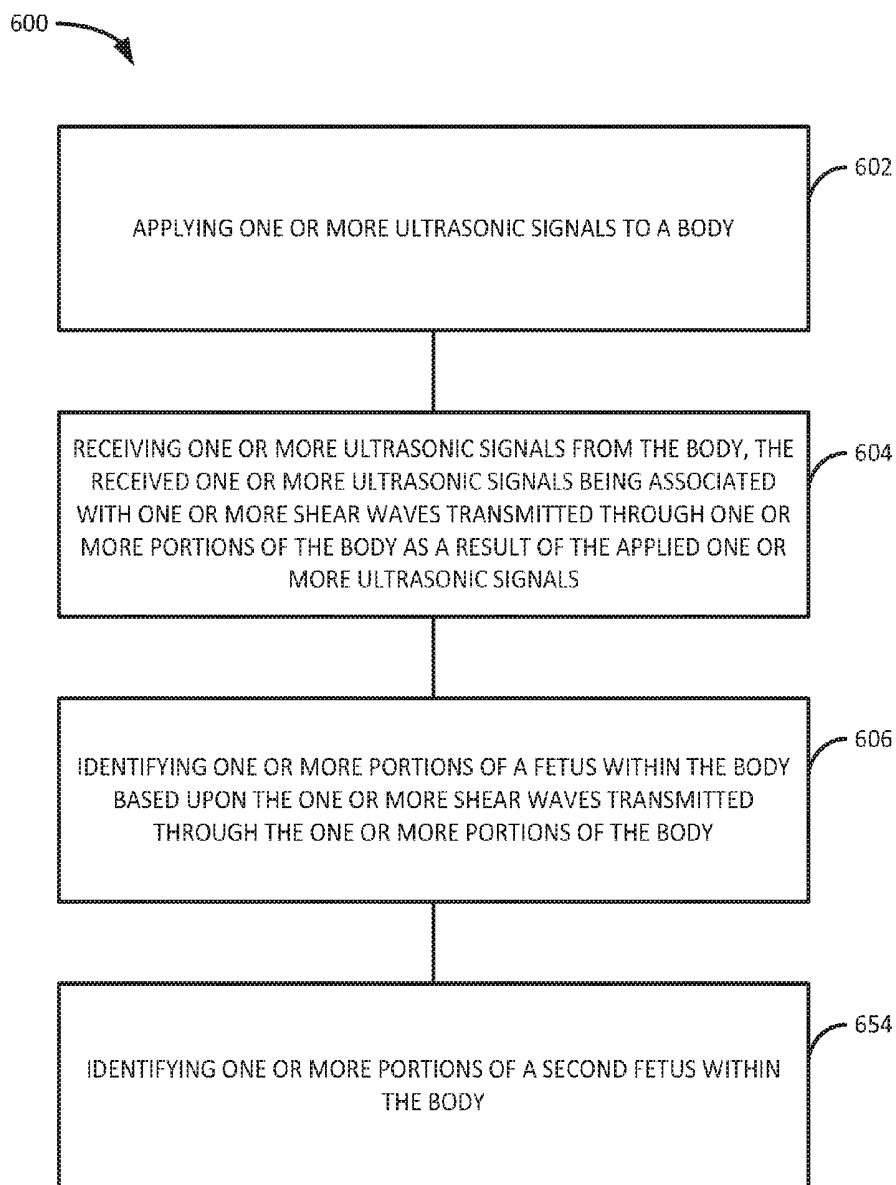 600
602
APPLYING ONE OR MORE ULTRASONIC SIGNALS TO A BODY
604
RECEIVING ONE OR MORE ULTRASONIC SIGNALS FROM THE BODY, THE
RECEIVED ONE OR MORE ULTRASONIC SIGNALS BEING ASSOCIATED
WITH ONE OR MORE SHEAR WAVES TRANSMITTED THROUGH ONE OR
MORE PORTIONS OF THE BODY AS A RESULT OF THE APPLIED ONE OR
MORE ULTRASONIC SIGNALS
606
IDENTIFYING ONE OR MORE PORTIONS OF A FETUS WITHIN THE BODY
BASED UPON THE ONE OR MORE SHEAR WAVES TRANSMITTED
THROUGH THE ONE OR MORE PORTIONS OF THE BODY
654
IDENTIFYING ONE OR MORE PORTIONS OF A SECOND FETUS WITHIN
THE BODY